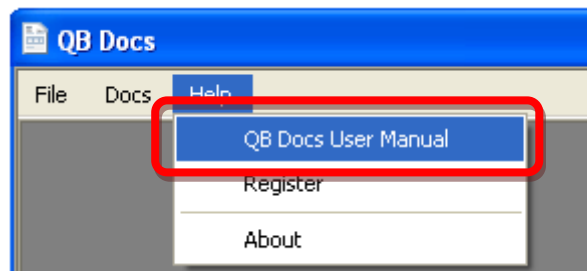 QB Docs
File Docs Help
QB Docs User Manual
Register
About